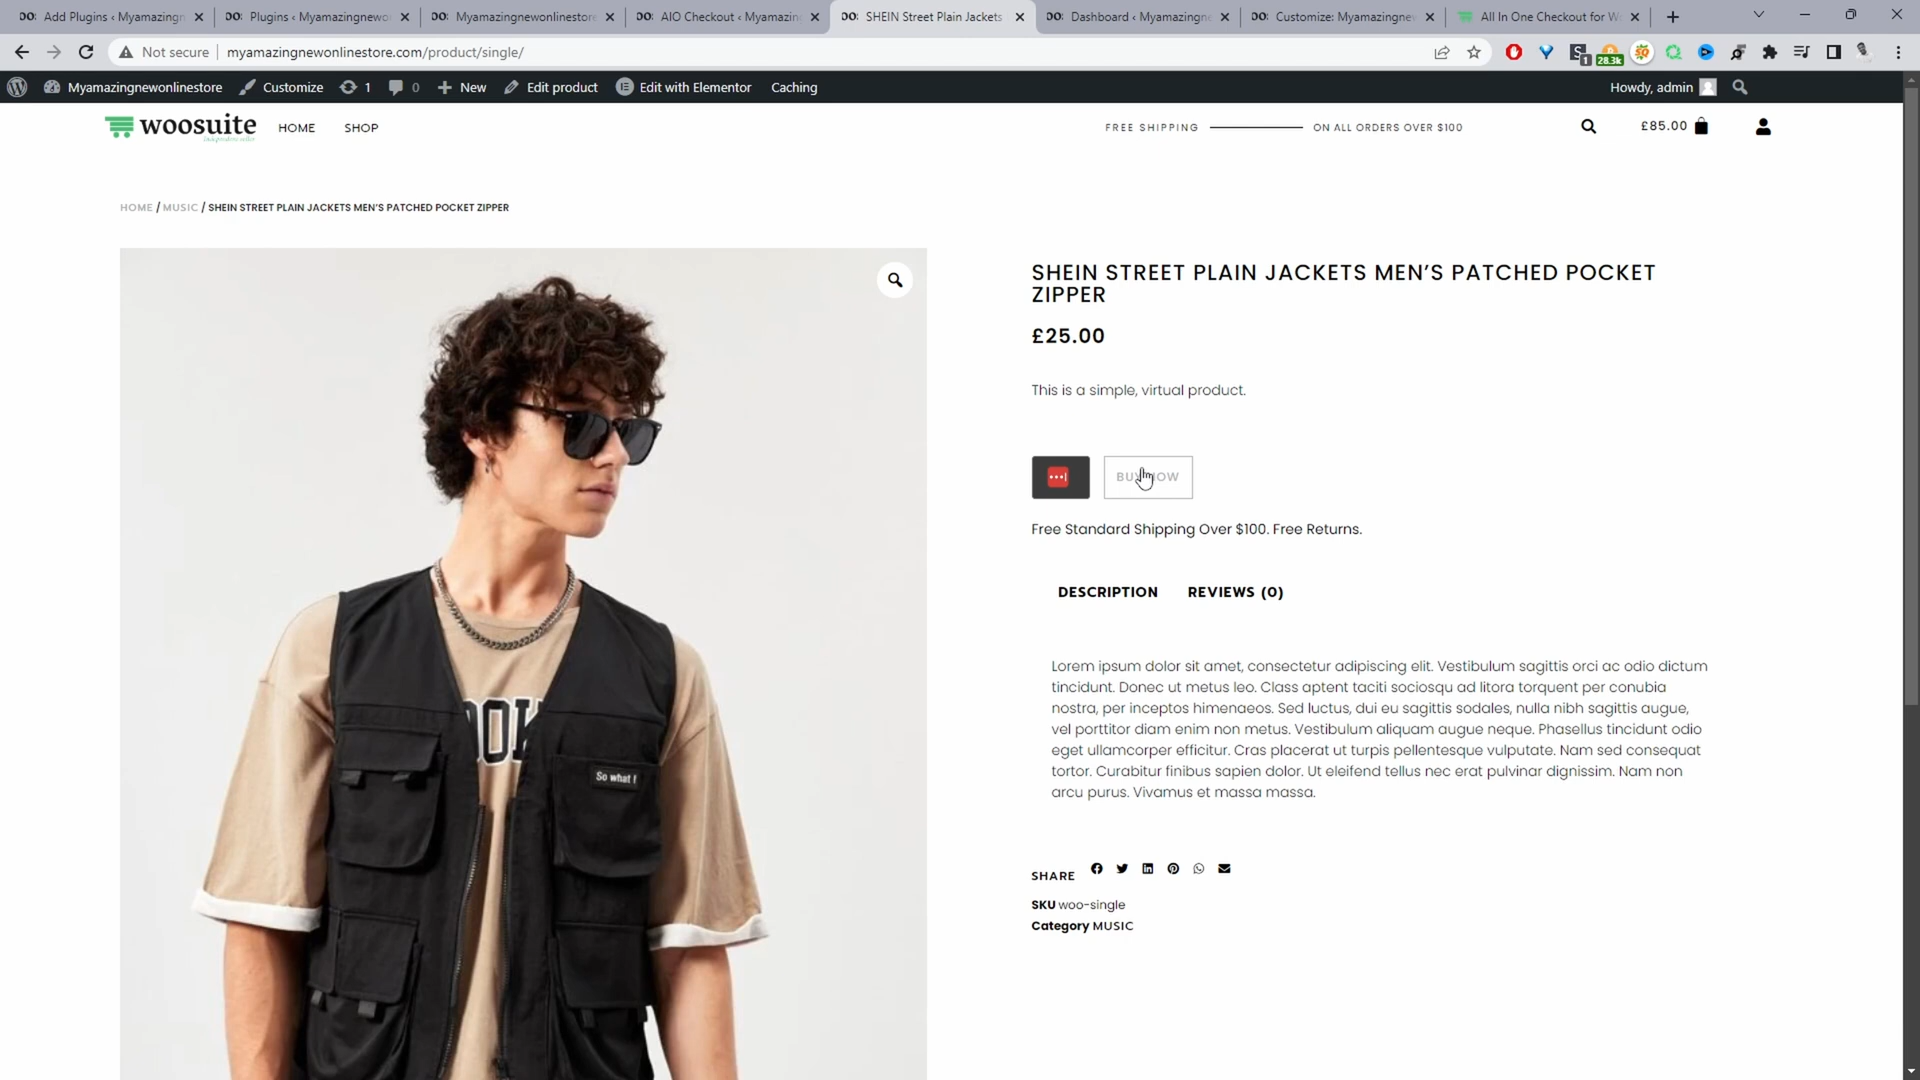 Add Plugins ‹ Myamazingn
Plugins ‹ Myamazingnewo
Myamazingnewonlinestore
AIO Checkout ‹ Myamazin
SHEIN Street Plain Jackets
Dashboard ‹ Myamazingne
Customize: Myamazingne
All In One Checkout for W
Not secure
myamazingnewonlinestore.com/product/single/
1
28.3k
Myamazingnewonlinestore
Customize
1
0
New
Edit product
Edit with Elementor
Caching
Howdy, admin
woosuite
HOME
SHOP
FREE SHIPPING
ON ALL ORDERS OVER $100
£85.00
HOME / MUSIC / SHEIN STREET PLAIN JACKETS MEN'S PATCHED POCKET ZIPPER
SHEIN STREET PLAIN JACKETS MEN'S PATCHED POCKET
ZIPPER
£25.00
This is a simple, virtual product.
BUY NOW
Free Standard Shipping Over $100. Free Returns.
DESCRIPTION
REVIEWS (0)
Lorem ipsum dolor sit amet, consectetur adipiscing elit. Vestibulum sagittis orci ac odio dictum
tincidunt. Donec ut metus leo. Class aptent taciti sociosqu ad litora torquent per conubia
nostra, per inceptos himenaeos. Sed luctus, dui eu sagittis sodales, nulla nibh sagittis augue,
vel porttitor diam enim non metus. Vestibulum aliquam augue neque. Phasellus tincidunt odio
eget ullamcorper efficitur. Cras placerat ut turpis pellentesque vulputate. Nam sed consequat
tortor. Curabitur finibus sapien dolor. Ut eleifend tellus nec erat pulvinar dignissim. Nam non
arcu purus. Vivamus et massa massa.
So what !
SHARE
SKU woo-single
Category MUSIC